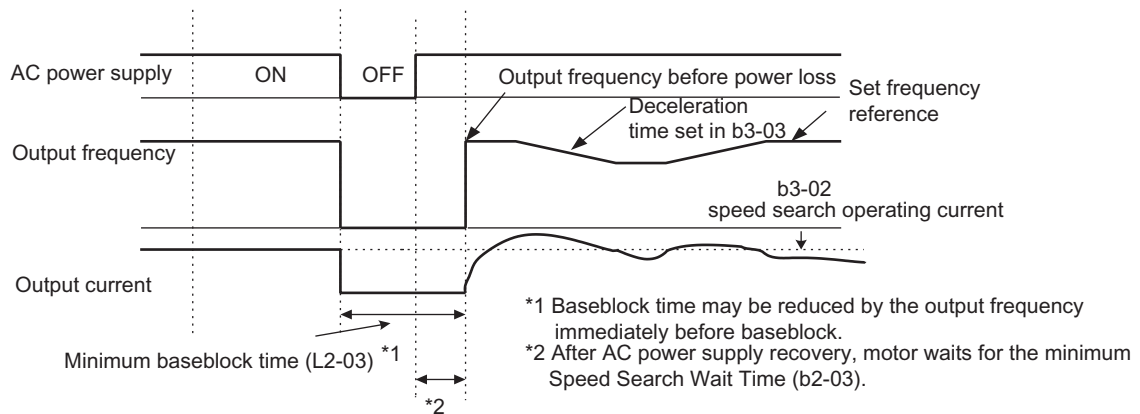 AC power supply
ON
OFF
Output frequency before power loss
Deceleration
time set in b3-03
Set frequency
reference
Output frequency
b3-02
speed search operating current
Output current
Minimum baseblock time (L2-03)
*1
*2
*1 Baseblock time may be reduced by the output frequency
immediately before baseblock.
*2 After AC power supply recovery, motor waits for the minimum
Speed Search Wait Time (b2-03).